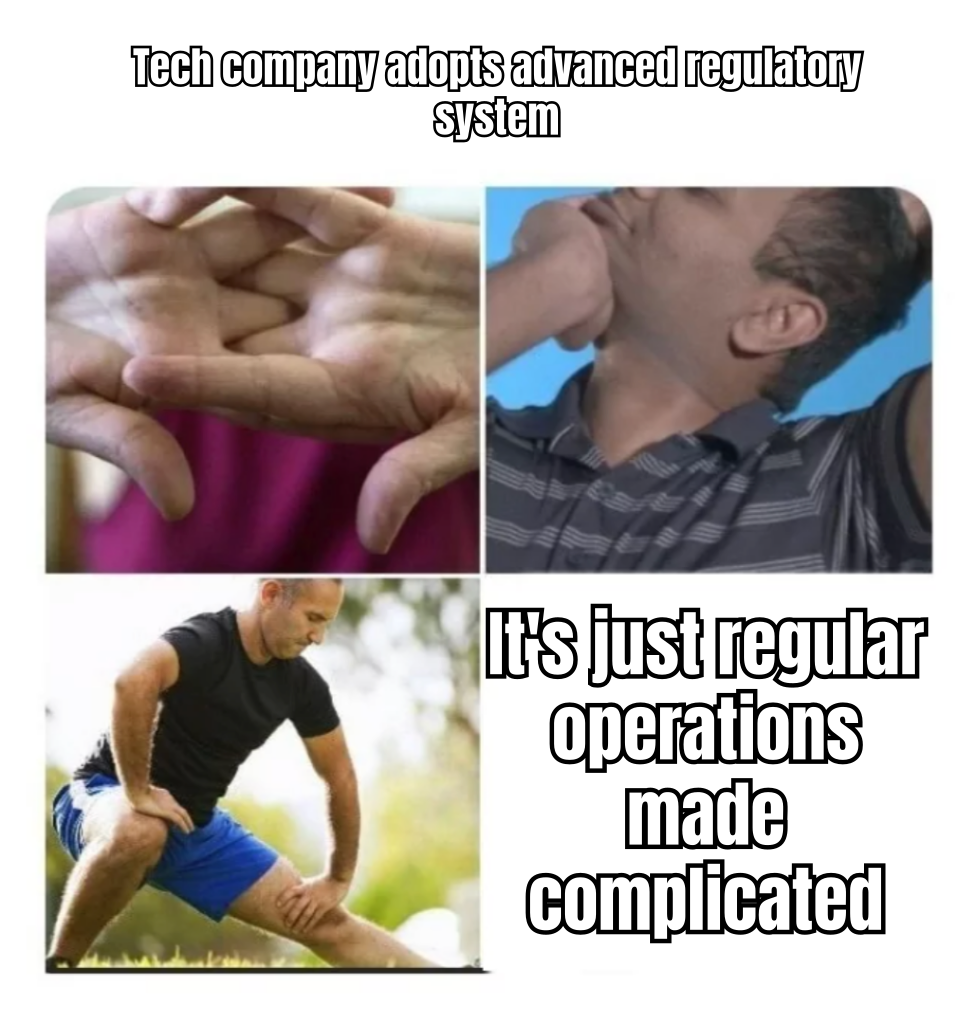 Tech company adopts advanced regulatory
system
It's just regular
operations
made
complicated